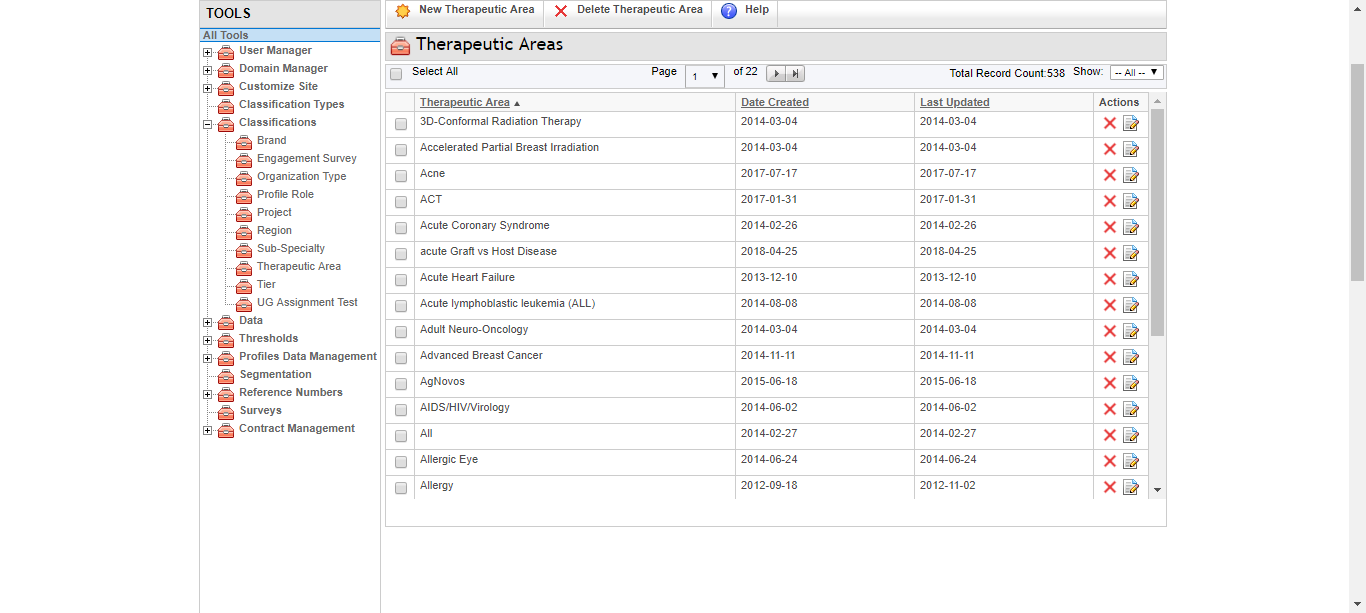 TOOLS
All Tools
User Manager
Domain Manager
Customize Site
Classification Types
Classifications
Brand
Engagement Survey
Organization Type
Profile Role
Project
Region
Sub-Specialty
Therapeutic Area
Tier
UG Assignment Test
Data
Thresholds
Profiles Data Management
Segmentation
Reference Numbers
Surveys
Contract Management
New Therapeutic Area Delete Therapeutic Area ? Help
Therapeutic Areas
Select All Page 1 of 22 Total Record Count:538 Show: -- All --
Therapeutic Area Date Created Last Updated Actions
3D-Conformal Radiation Therapy 2014-03-04 2014-03-04
Accelerated Partial Breast Irradiation 2014-03-04 2014-03-04
Acne 2017-07-17 2017-07-17
ACT 2017-01-31 2017-01-31
Acute Coronary Syndrome 2014-02-26 2014-02-26
acute Graft vs Host Disease 2018-04-25 2018-04-25
Acute Heart Failure 2013-12-10 2013-12-10
Acute lymphoblastic leukemia (ALL) 2014-08-08 2014-08-08
Adult Neuro-Oncology 2014-03-04 2014-03-04
Advanced Breast Cancer 2014-11-11 2014-11-11
AgNovos 2015-06-18 2015-06-18
AIDS/HIV/Virology 2014-06-02 2014-06-02
All 2014-02-27 2014-02-27
Allergic Eye 2014-06-24 2014-06-24
Allergy 2012-09-18 2012-11-02